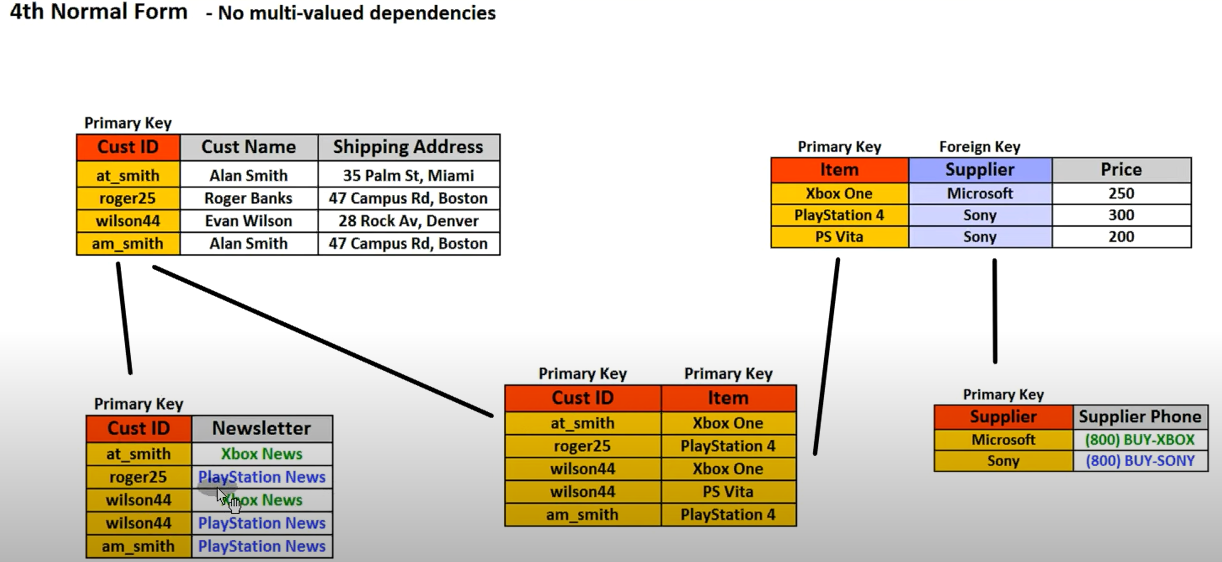 4th Normal Form - No multi-valued dependencies
Primary Key
Cust ID Cust Name Shipping Address
at_smith Alan Smith 35 Palm St, Miami
roger25 Roger Banks 47 Campus Rd, Boston
wilson44 Evan Wilson 28 Rock Av, Denver
am_smith Alan Smith 47 Campus Rd, Boston
Primary Key Foreign Key
Item Supplier Price
Xbox One Microsoft 250
PlayStation 4 Sony 300
PS Vita Sony 200
Primary Key
Cust ID Newsletter
at_smith Xbox News
roger25 PlayStation News
wilson44 Xbox News
wilson44 PlayStation News
am_smith PlayStation News
Primary Key Primary Key
Cust ID Item
at_smith Xbox One
roger25 PlayStation 4
wilson44 Xbox One
wilson44 PS Vita
am_smith PlayStation 4
Primary Key
Supplier Supplier Phone
Microsoft (800) BUY-XBOX
Sony (800) BUY-SONY